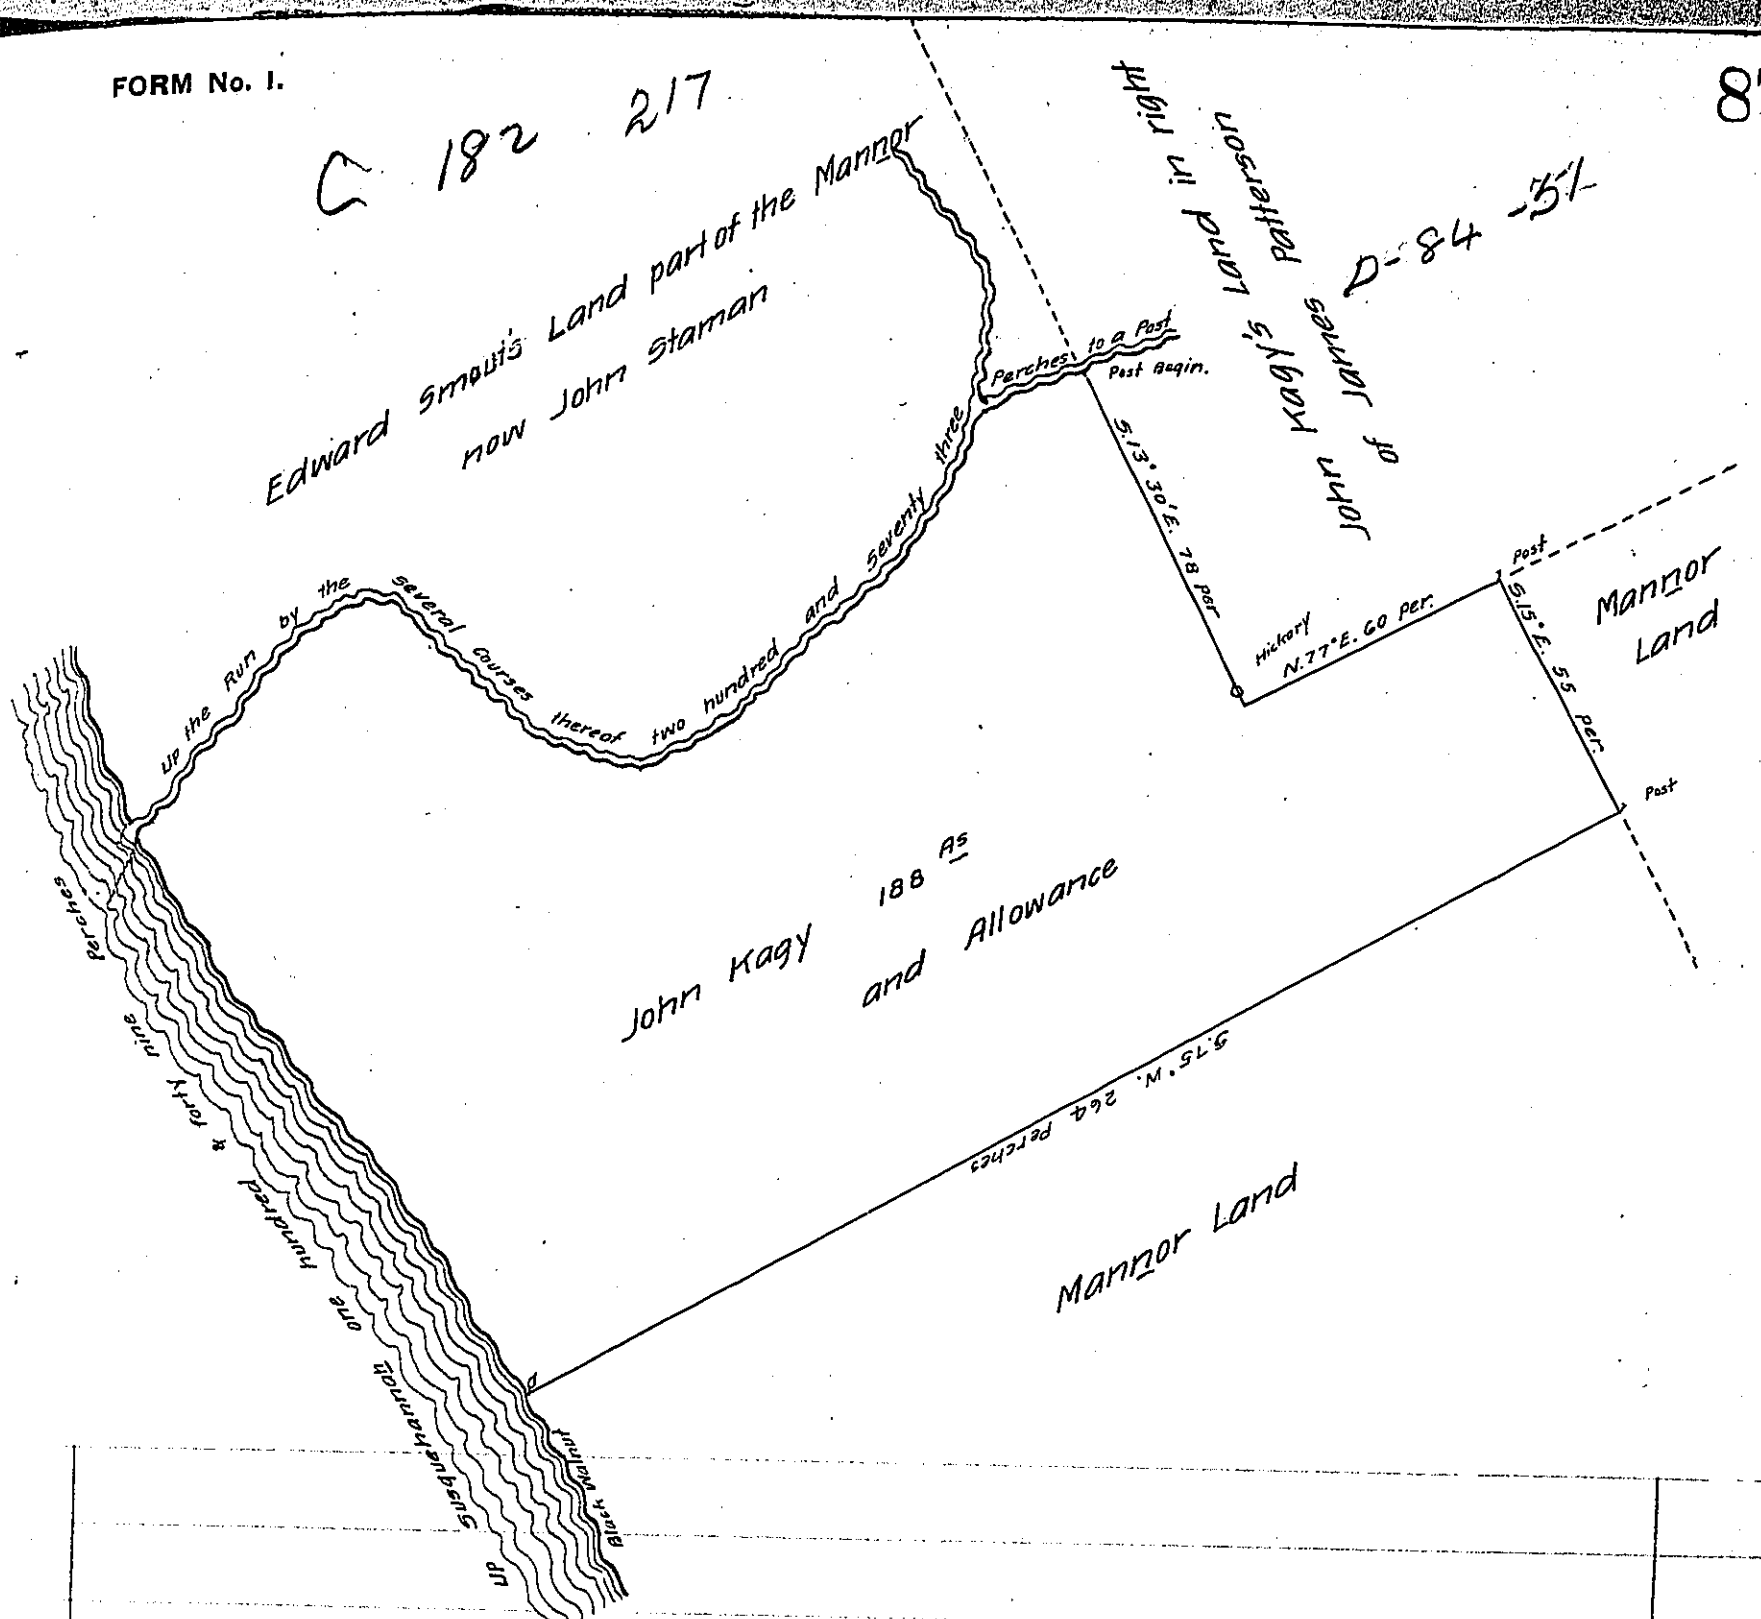 FORM No. 1.
C 182 217
Edward Smout's Land part of the Mannor
now John Staman
John Kagy's Land in right
of James Patterson
D-84-51
up the Run by the several courses thereof two hundred and seventy three Perches to a Post
Post Begin.
S.13°30'E. 78 Per
Hickory
N.77°E. 60 Per.
Post
S.15°E. 55 Per.
Post
Mannor
Land
John Kagy 188 As
and Allowance
S.75°W. 264 Perches
Mannor Land
Black Walnut
up Susquehannah one hundred & forty nine Perches